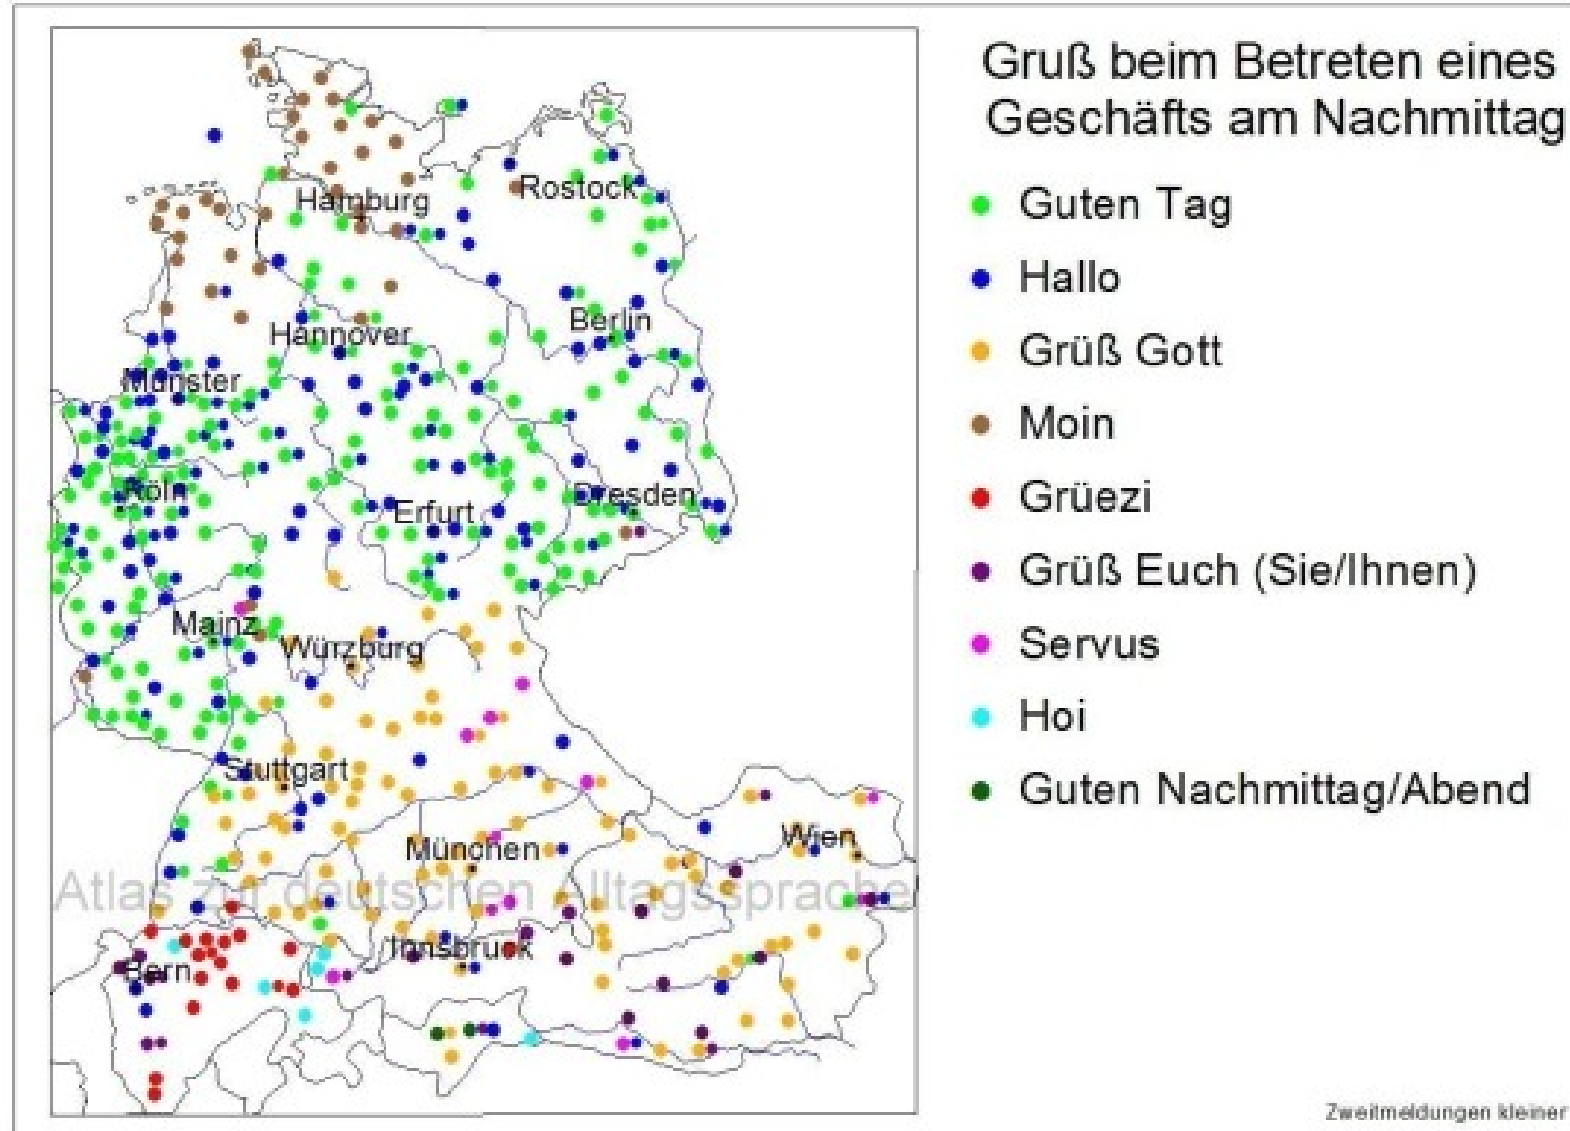 Gruß beim Betreten eines
Geschäfts am Nachmittag
Guten Tag
Hallo
Grüß Gott
Moin
Grüezi
Grüß Euch (Sie/Ihnen)
Servus
Hoi
Guten Nachmittag/Abend
Rostock
Hamburg
Berlin
Hannover
Münster
Köln
Dresden
Erfurt
Mainz
Würzburg
Stuttgart
Wien
München
Atlas zur deutschen Alltagssprache
Innsbruck
Bern
Zweitmeldungen kleiner